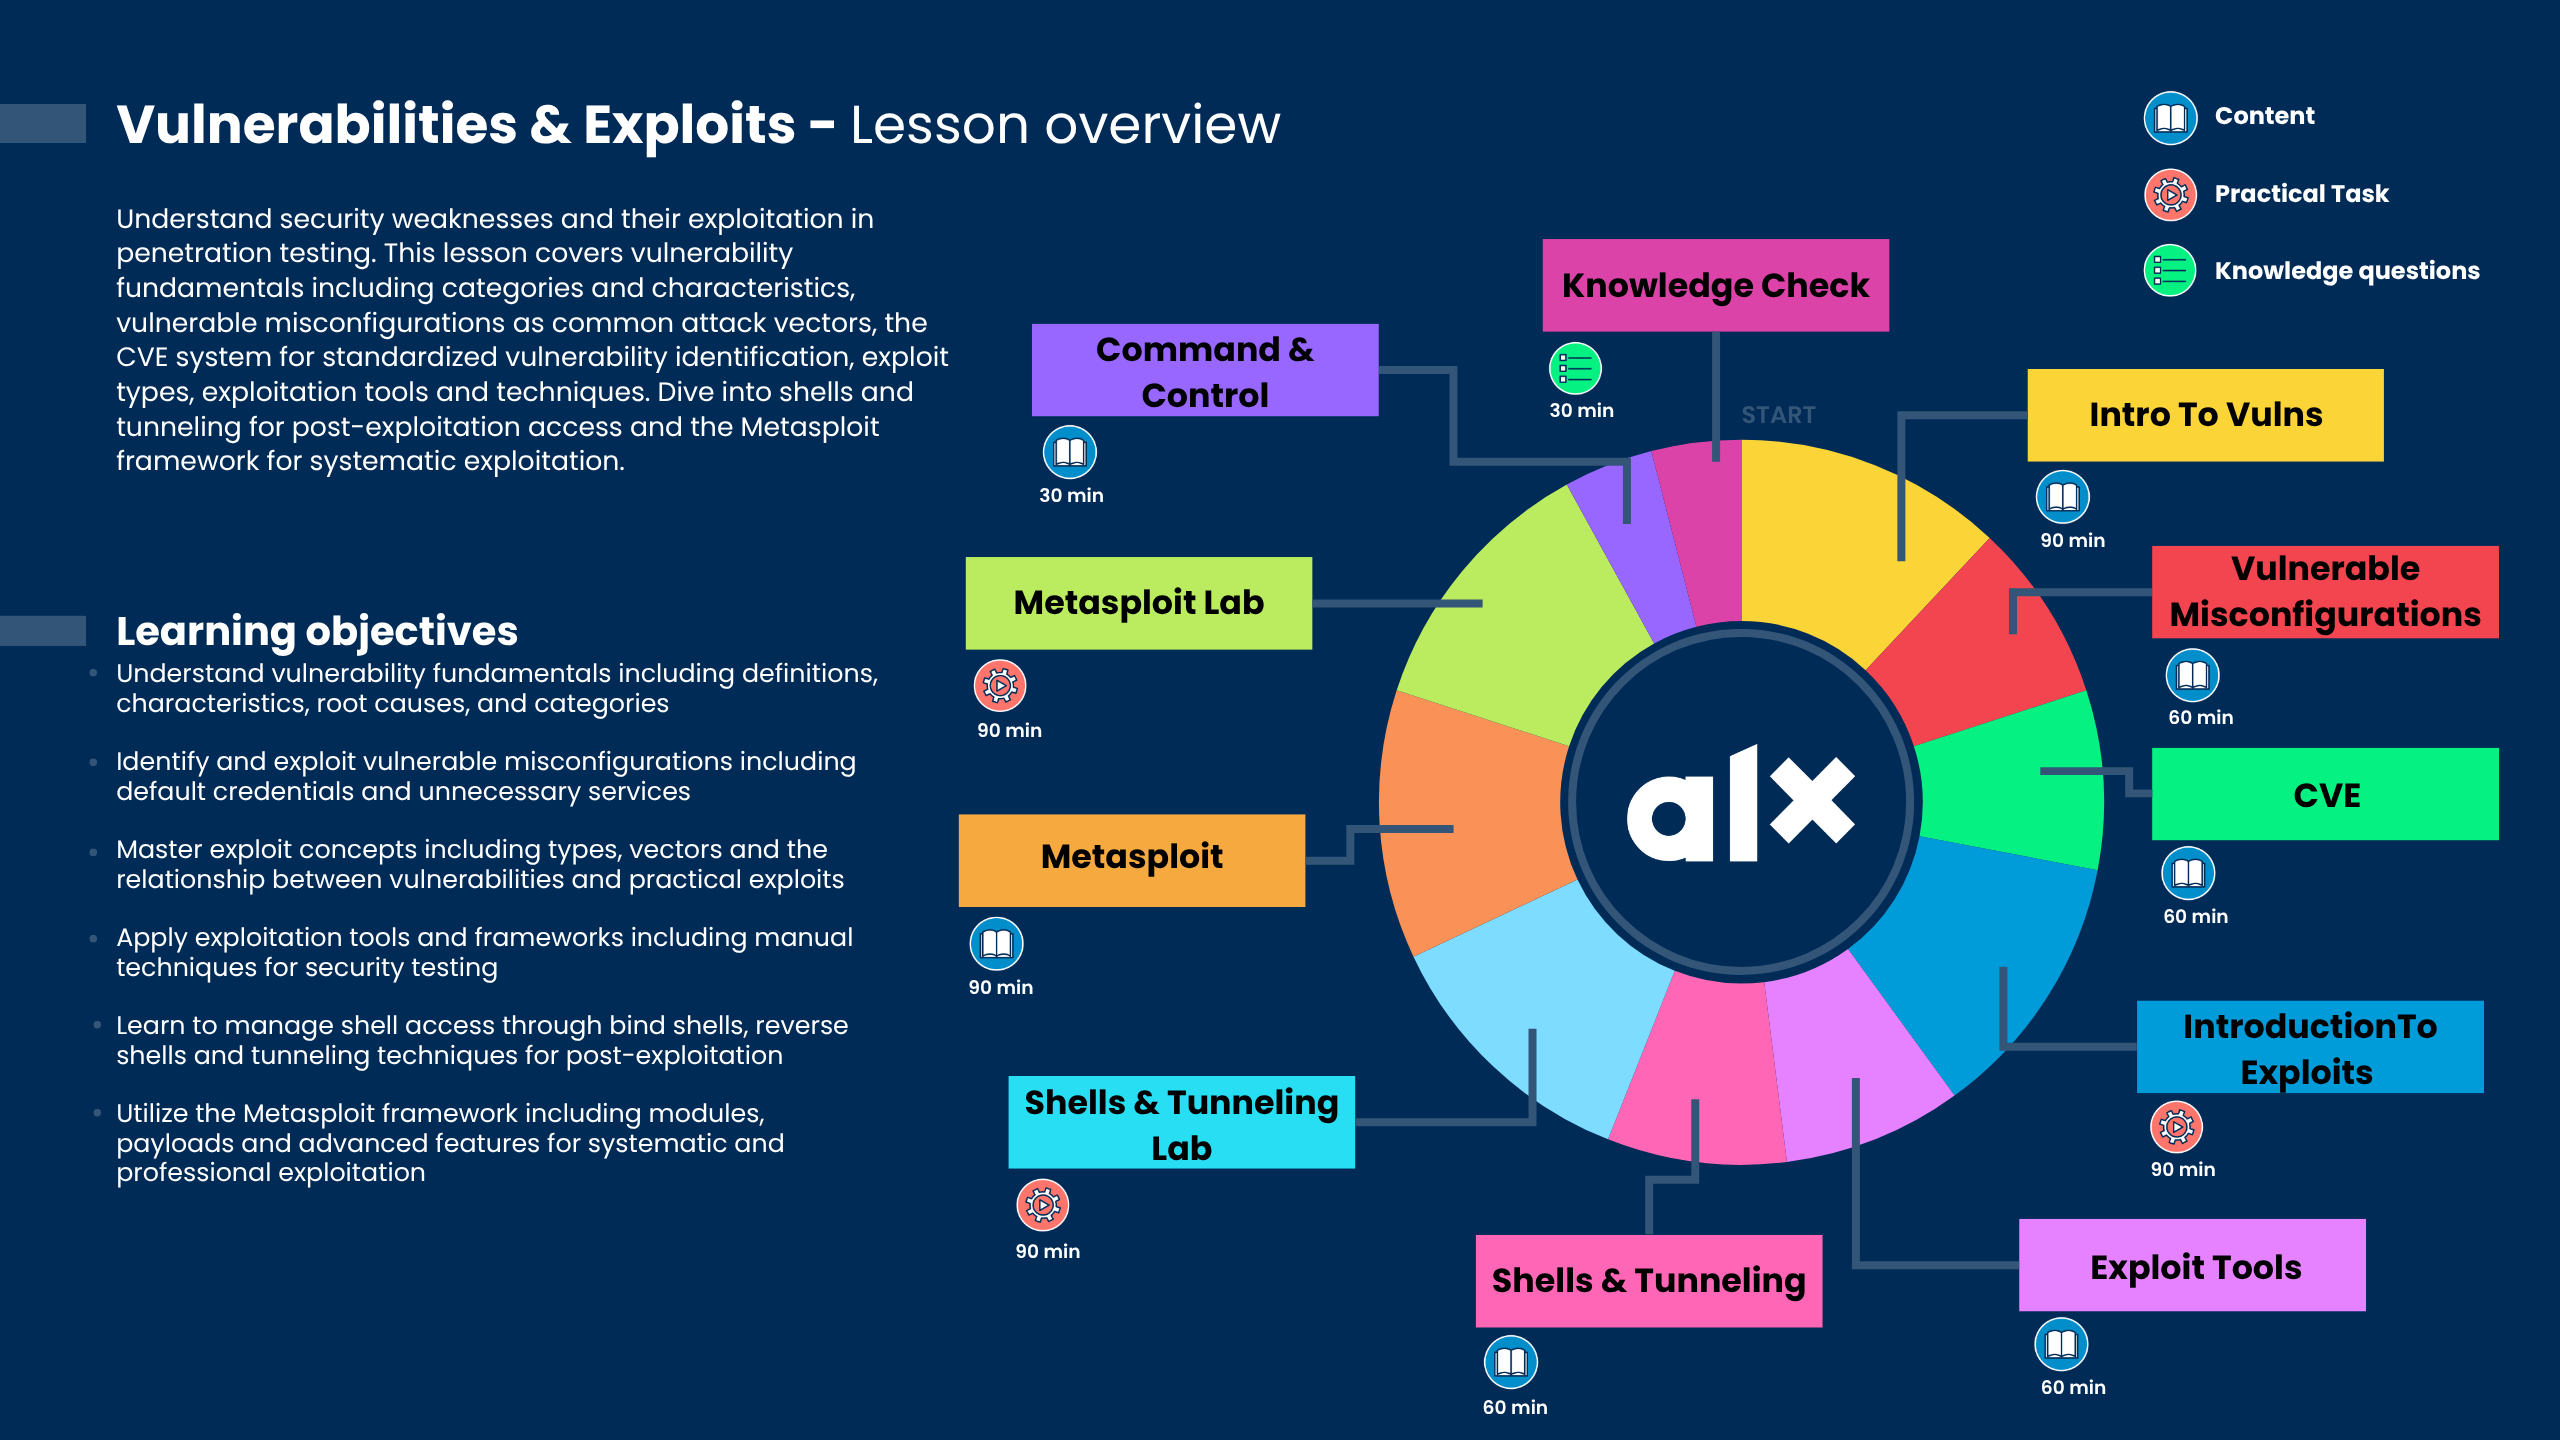 Vulnerabilities & Exploits - Lesson overview
Understand security weaknesses and their exploitation in
penetration testing. This lesson covers vulnerability
fundamentals including categories and characteristics,
vulnerable misconfigurations as common attack vectors, the
CVE system for standardized vulnerability identification, exploit
types, exploitation tools and techniques. Dive into shells and
tunneling for post-exploitation access and the Metasploit
framework for systematic exploitation.
Learning objectives
• Understand vulnerability fundamentals including definitions,
characteristics, root causes, and categories
• Identify and exploit vulnerable misconfigurations including
default credentials and unnecessary services
• Master exploit concepts including types, vectors and the
relationship between vulnerabilities and practical exploits
• Apply exploitation tools and frameworks including manual
techniques for security testing
• Learn to manage shell access through bind shells, reverse
shells and tunneling techniques for post-exploitation
• Utilize the Metasploit framework including modules,
payloads and advanced features for systematic and
professional exploitation
Content
Practical Task
Knowledge questions
START
Intro To Vulns
90 min
Vulnerable
Misconfigurations
60 min
CVE
60 min
IntroductionTo
Exploits
90 min
Exploit Tools
60 min
Shells & Tunneling
60 min
Shells & Tunneling
Lab
90 min
Metasploit
90 min
Metasploit Lab
90 min
Command &
Control
30 min
Knowledge Check
30 min
alx